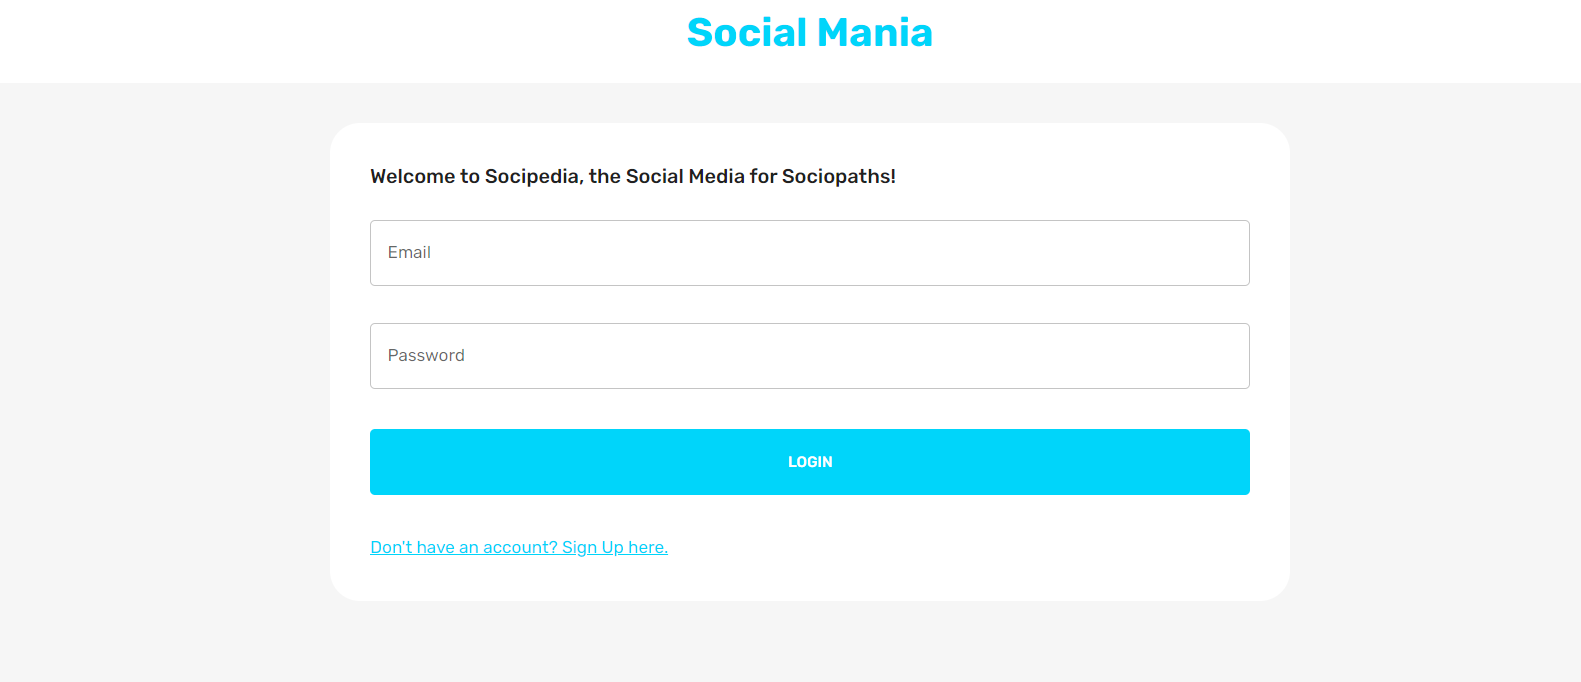 Social Mania
Welcome to Socipedia, the Social Media for Sociopaths!
Email
Password
LOGIN
Don't have an account? Sign Up here.